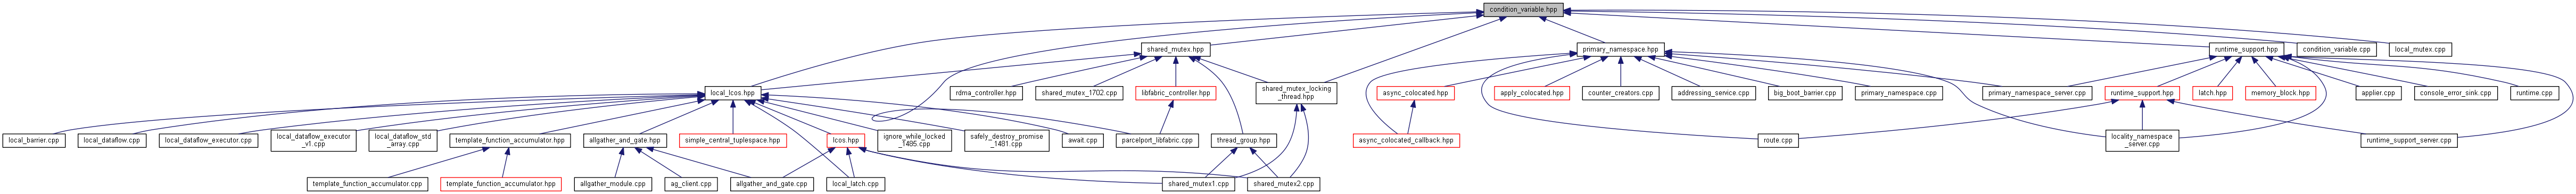 condition_variable.hpp
shared_mutex.hpp
primary_namespace.hpp
runtime_support.hpp
condition_variable.cpp
local_mutex.cpp
local_lcos.hpp
rdma_controller.hpp
shared_mutex_1702.cpp
libfabric_controller.hpp
shared_mutex_locking
_thread.hpp
async_colocated.hpp
apply_colocated.hpp
counter_creators.cpp
addressing_service.cpp
big_boot_barrier.cpp
primary_namespace.cpp
primary_namespace_server.cpp
runtime_support.hpp
latch.hpp
memory_block.hpp
applier.cpp
console_error_sink.cpp
runtime.cpp
local_barrier.cpp
local_dataflow.cpp
local_dataflow_executor.cpp
local_dataflow_executor
_v1.cpp
local_dataflow_std
_array.cpp
template_function_accumulator.hpp
allgather_and_gate.hpp
simple_central_tuplespace.hpp
lcos.hpp
ignore_while_locked
_1485.cpp
safely_destroy_promise
_1481.cpp
await.cpp
parcelport_libfabric.cpp
thread_group.hpp
async_colocated_callback.hpp
route.cpp
locality_namespace
_server.cpp
runtime_support_server.cpp
template_function_accumulator.cpp
template_function_accumulator.hpp
allgather_module.cpp
ag_client.cpp
allgather_and_gate.cpp
local_latch.cpp
shared_mutex1.cpp
shared_mutex2.cpp